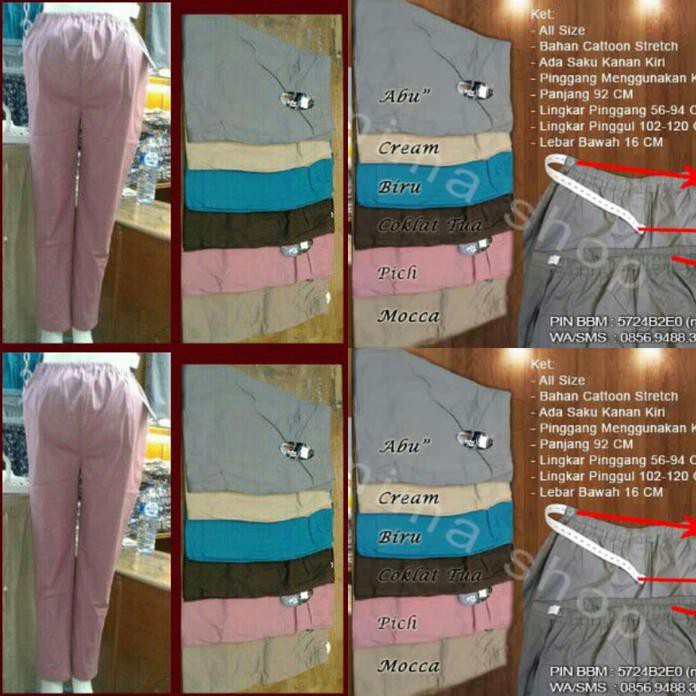 Ket:
- All Size
- Bahan Cattoon Stretch
- Ada Saku Kanan Kiri
- Pinggang Menggunakan
- Panjang 92 CM
- Lingkar Pinggang 56-94
- Lingkar Pinggul 102-120
- Lebar Bawah 16 CM
Abu"
Cream
Biru
Coklat Tua
Pich
Mocca
shop
PIN BBM : 5724B2E0
WA/SMS : 0856.9488.3
Ket:
- All Size
- Bahan Cattoon Stretch
- Ada Saku Kanan Kiri
- Pinggang Menggunakan
- Panjang 92 CM
- Lingkar Pinggang 56-94
- Lingkar Pinggul 102-120
- Lebar Bawah 16 CM
Abu"
Cream
Biru
Coklat Tua
Pich
Mocca
shop
PIN BBM : 5724B2E0
WA/SMS : 0856.9488.3